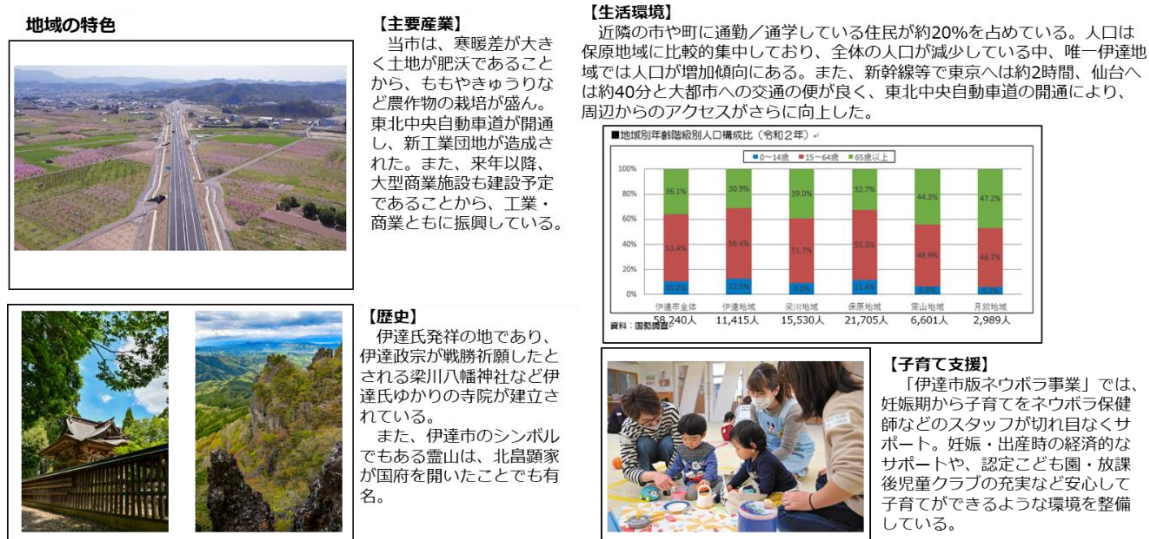 地域の特色
【主要産業】
当市は、寒暖差が大き
く土地が肥沃であること
から、ももやきゅうりな
ど農作物の栽培が盛ん。
東北中央自動車道が開通
し、新工業団地が造成さ
れた。また、来年以降、
大型商業施設も建設予定
であることから、工業・
商業ともに振興している。
【歴史】
伊達氏発祥の地であり、
伊達政宗が戦勝祈願したと
される梁川八幡神社など伊
達氏ゆかりの寺院が建立さ
れている。
また、伊達市のシンボル
でもある霊山は、北畠顕家
が国府を開いたことでも有
名。
【生活環境】
近隣の市や町に通勤／通学している住民が約20%を占めている。人口は
保原地域に比較的集中しており、全体の人口が減少している中、唯一伊達地
域では人口が増加傾向にある。また、新幹線等で東京へは約2時間、仙台へ
は約40分と大都市への交通の便が良く、東北中央自動車道の開通により、
周辺からのアクセスがさらに向上した。
■地域別年齢階級別人口構成比（令和２年）
■0～14歳 ■15～64歳 ■65歳以上
100%
80%
60%
40%
20%
0%
36.1% 30.9% 39.0% 32.7% 44.3% 47.2%
53.4% 56.4% 51.7% 55.5% 48.9% 46.7%
伊達市全体 伊達地域 梁川地域 保原地域 霊山地域 月舘地域
58,240人 11,415人 15,530人 21,705人 6,601人 2,989人
資料：国勢調査
【子育て支援】
「伊達市版ネウボラ事業」では、
妊娠期から子育てをネウボラ保健
師などのスタッフが切れ目なくサ
ポート。妊娠・出産時の経済的な
サポートや、認定こども園・放課
後児童クラブの充実など安心して
子育てができるような環境を整備
している。